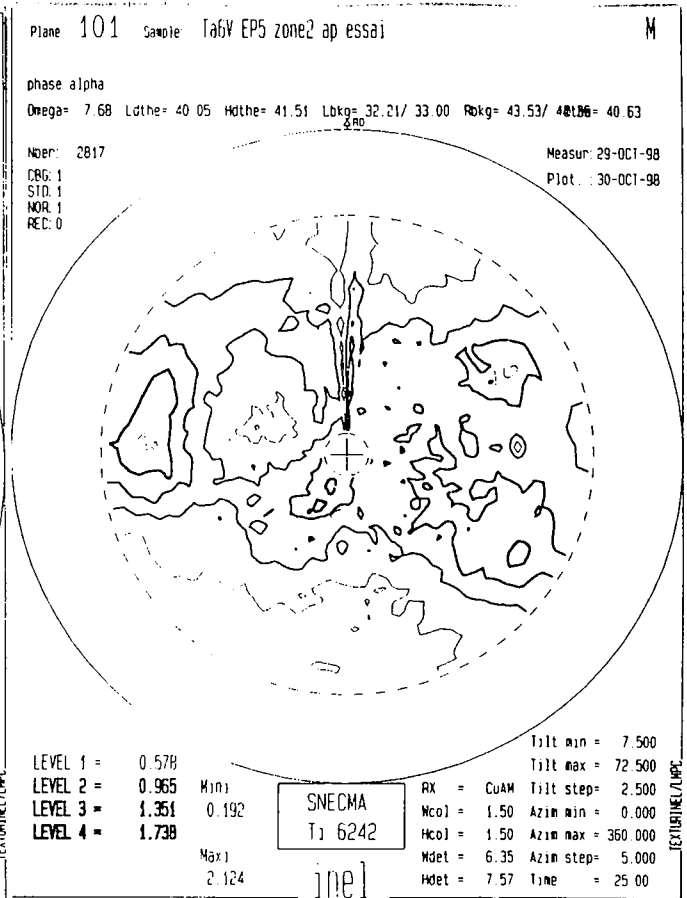 Plane 101 Sample Ta6V EP5 zone2 ap essai M
phase alpha
Omega= 7.68 Ldthe= 40 05 Hdthe= 41.51 Lbkg= 32.21/ 33.00 Rbkg= 43.53/ = 40.63
RD
Nber: 2817
Measur: 29-OCT-98
CBG: 1
Plot. : 30-OCT-98
STD: 1
NOR: 1
REC: 0
LEVEL 1 = 0.578
LEVEL 2 = 0.965
LEVEL 3 = 1.351
LEVEL 4 = 1.738
Mini
0.192
Maxi
2.124
SNECMA
Ti 6242
inel
RX = CuAM
Wcol = 1.50
Hcol = 1.50
Wdet = 6.35
Hdet = 7.57
Tilt min = 7.500
Tilt max = 72.500
Tilt step= 2.500
Azim min = 0.000
Azim max = 360.000
Azim step= 5.000
Time = 25 00
TEXTURINEL/LMPC